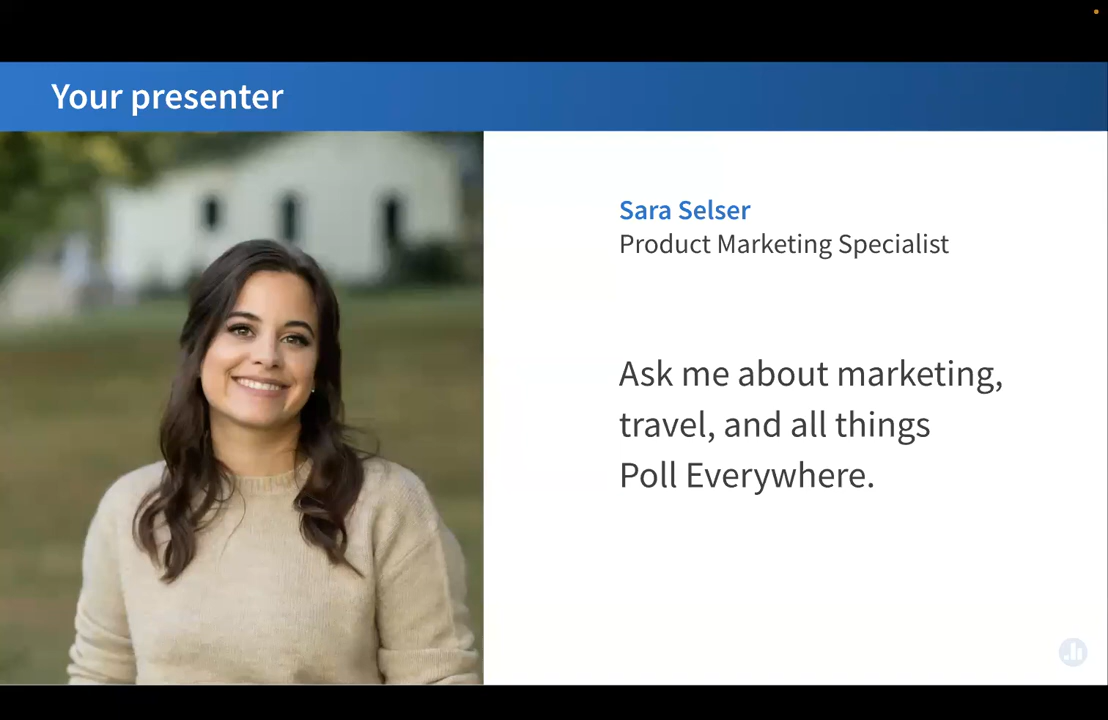 Your presenter
Sara Selser
Product Marketing Specialist
Ask me about marketing,
travel, and all things
Poll Everywhere.